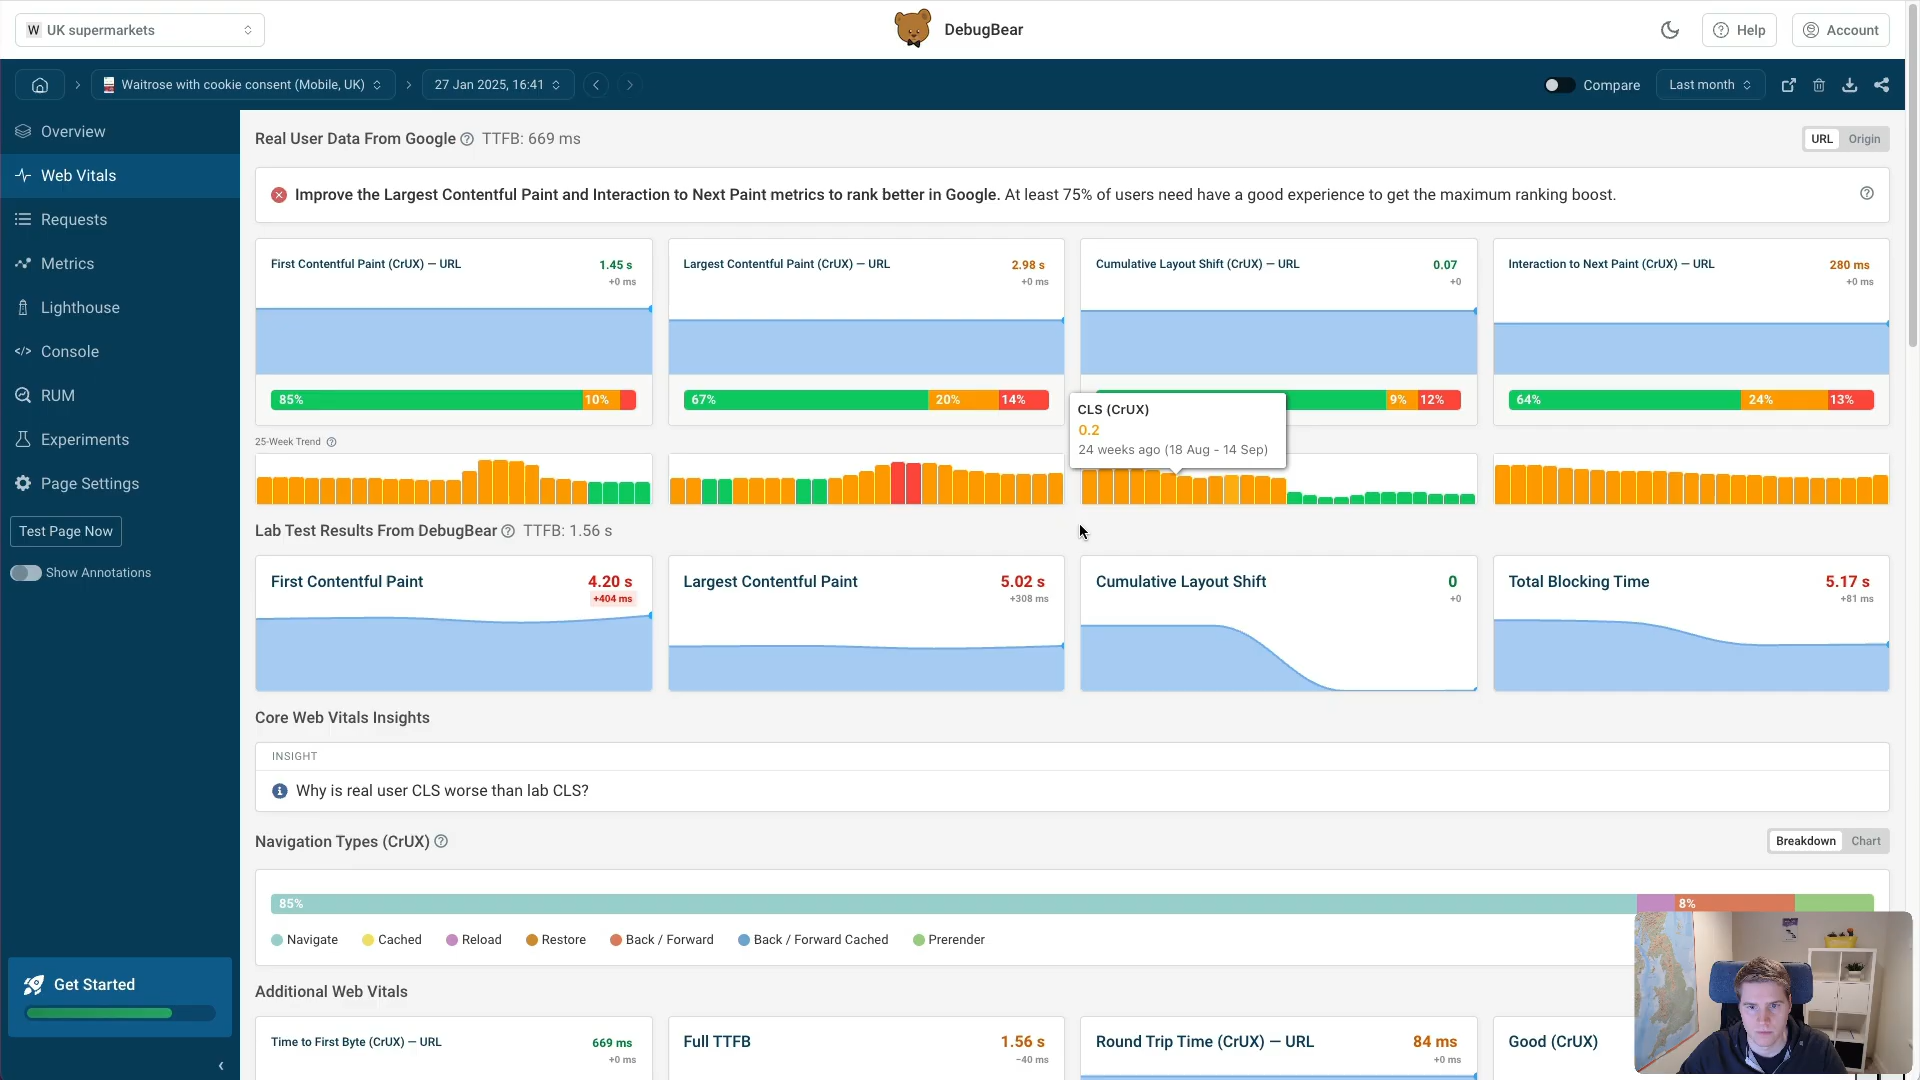 W UK supermarkets
DebugBear
Help
Account
Waitrose with cookie consent (Mobile, UK)
27 Jan 2025, 16:41
Compare
Last month
Overview
Web Vitals
Requests
Metrics
Lighthouse
Console
RUM
Experiments
Page Settings
Test Page Now
Show Annotations
Get Started
Real User Data From Google TTFB: 669 ms
URL Origin
Improve the Largest Contentful Paint and Interaction to Next Paint metrics to rank better in Google. At least 75% of users need have a good experience to get the maximum ranking boost.
First Contentful Paint (CrUX) — URL 1.45 s
+0 ms
85% 10%
Largest Contentful Paint (CrUX) — URL 2.98 s
+0 ms
67% 20% 14%
Cumulative Layout Shift (CrUX) — URL 0.07
+0
9% 12%
Interaction to Next Paint (CrUX) — URL 280 ms
+0 ms
64% 24% 13%
CLS (CrUX)
0.2
24 weeks ago (18 Aug - 14 Sep)
25-Week Trend
Lab Test Results From DebugBear TTFB: 1.56 s
First Contentful Paint 4.20 s
+404 ms
Largest Contentful Paint 5.02 s
+308 ms
Cumulative Layout Shift 0
+0
Total Blocking Time 5.17 s
+81 ms
Core Web Vitals Insights
INSIGHT
Why is real user CLS worse than lab CLS?
Navigation Types (CrUX)
Breakdown Chart
85% 8%
Navigate Cached Reload Restore Back / Forward Back / Forward Cached Prerender
Additional Web Vitals
Time to First Byte (CrUX) — URL 669 ms
+0 ms
Full TTFB 1.56 s
−40 ms
Round Trip Time (CrUX) — URL 84 ms
+0 ms
Good (CrUX)